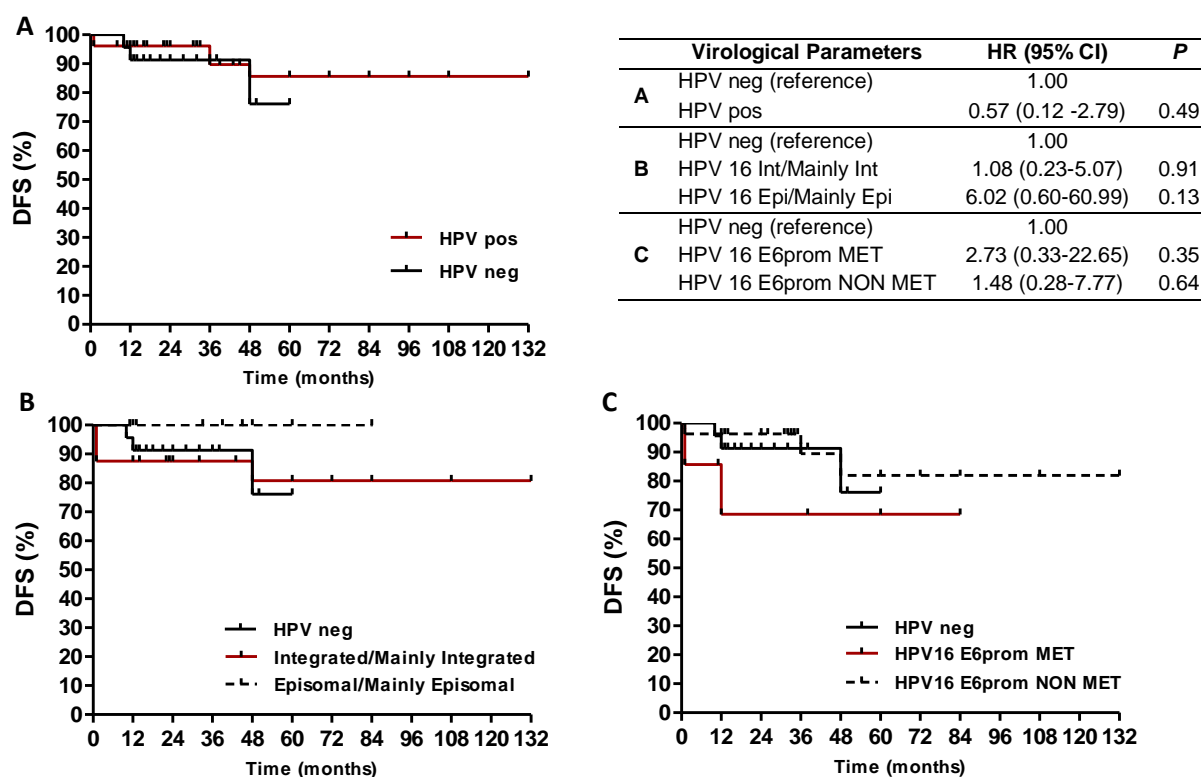 A
100
90
80
70
60
50
40
30
20
10
0
DFS (%)
HPV pos
HPV neg
0 12 24 36 48 60 72 84 96 108 120 132
Time (months)
Virological Parameters HR (95% CI) P
A
HPV neg (reference) 1.00
HPV pos 0.57 (0.12 -2.79) 0.49
B
HPV neg (reference) 1.00
HPV 16 Int/Mainly Int 1.08 (0.23-5.07) 0.91
HPV 16 Epi/Mainly Epi 6.02 (0.60-60.99) 0.13
C
HPV neg (reference) 1.00
HPV 16 E6prom MET 2.73 (0.33-22.65) 0.35
HPV 16 E6prom NON MET 1.48 (0.28-7.77) 0.64
B
100
90
80
70
60
50
40
30
20
10
0
DFS (%)
HPV neg
Integrated/Mainly Integrated
Episomal/Mainly Episomal
0 12 24 36 48 60 72 84 96 108 120 132
Time (months)
C
100
90
80
70
60
50
40
30
20
10
0
DFS (%)
HPV neg
HPV16 E6prom MET
HPV16 E6prom NON MET
0 12 24 36 48 60 72 84 96 108 120 132
Time (months)